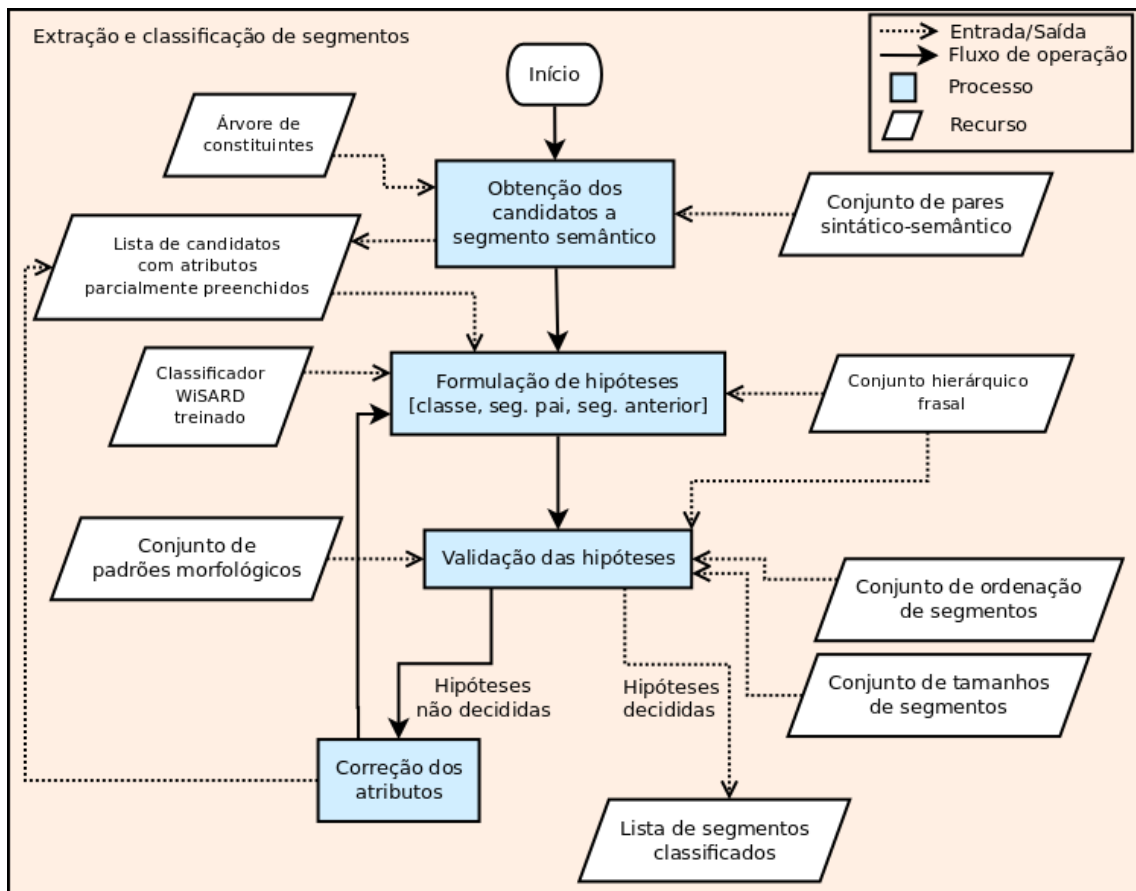 Extração e classificação de segmentos
Entrada/Saída
Fluxo de operação
Processo
Recurso
Início
Árvore de
constituintes
Obtenção dos
candidatos a
segmento semântico
Conjunto de pares
sintático-semântico
Lista de candidatos
com atributos
parcialmente preenchidos
Classificador
WiSARD
treinado
Formulação de hipóteses
[classe, seg. pai, seg. anterior]
Conjunto hierárquico
frasal
Conjunto de
padrões morfológicos
Validação das hipóteses
Conjunto de ordenação
de segmentos
Conjunto de tamanhos
de segmentos
Hipóteses
não decididas
Hipóteses
decididas
Correção dos
atributos
Lista de segmentos
classificados